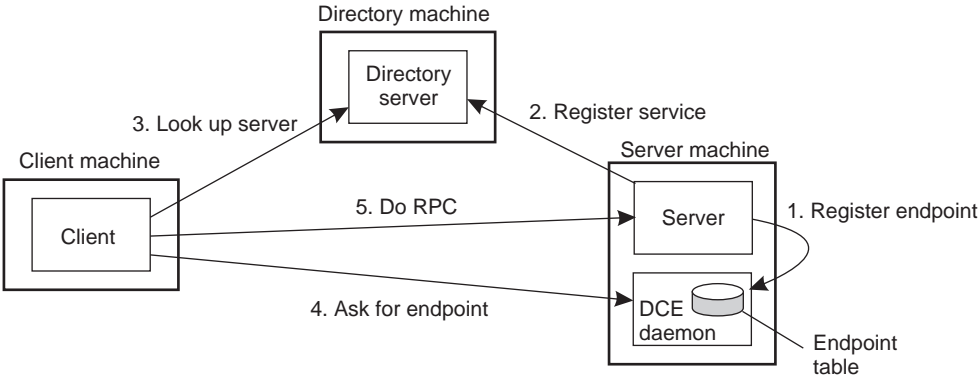 Directory machine
Directory
server
3. Look up server
2. Register service
Client machine
Server machine
5. Do RPC
1. Register endpoint
Client
Server
4. Ask for endpoint
DCE
daemon
Endpoint
table